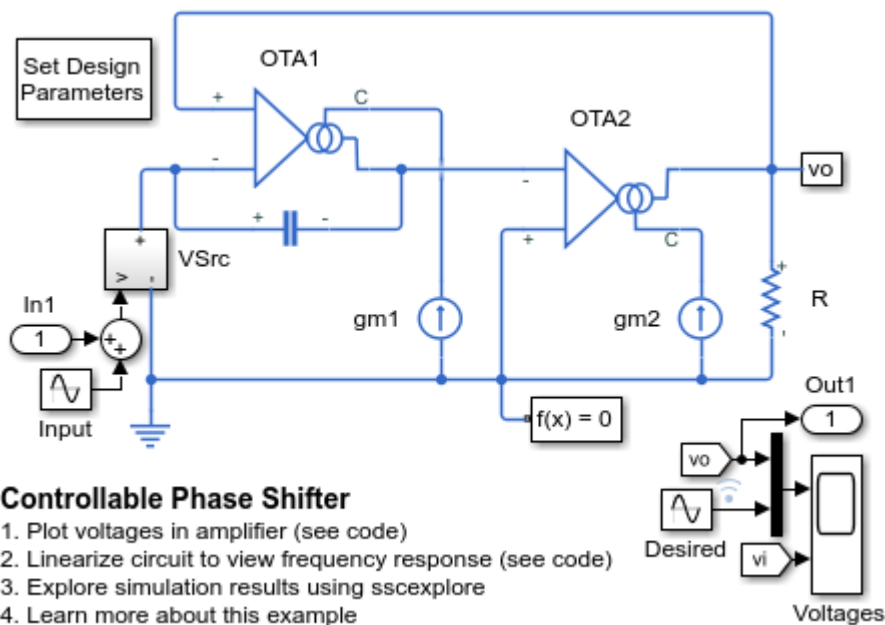 Set Design
Parameters
OTA1
+
C
-
OTA2
-
+
C
vo
+
-
+
-
>
VSrc
In1
1
+
+
Input
gm1
gm2
+
R
-
f(x) = 0
Out1
1
vo
Desired
vi
Voltages
Controllable Phase Shifter
1. Plot voltages in amplifier (see code)
2. Linearize circuit to view frequency response (see code)
3. Explore simulation results using sscexplore
4. Learn more about this example